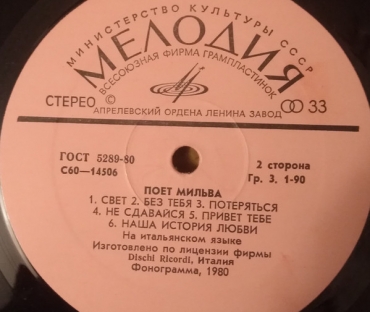 МИНИСТЕРСТВО КУЛЬТУРЫ СССР
МЕЛОДИЯ
ВСЕСОЮЗНАЯ ФИРМА ГРАМПЛАСТИНОК
СТЕРЕО © 33
АПРЕЛЕВСКИЙ ОРДЕНА ЛЕНИНА ЗАВОД
ГОСТ 5289-80
С60—14506
2 сторона
Гр. 3. 1-90
ПОЕТ МИЛЬВА
1. СВЕТ 2. БЕЗ ТЕБЯ 3. ПОТЕРЯТЬСЯ
4. НЕ СДАВАЙСЯ 5. ПРИВЕТ ТЕБЕ
6. НАША ИСТОРИЯ ЛЮБВИ
На итальянском языке
Изготовлено по лицензии фирмы
Dischi Ricordi, Италия
Фонограмма, 1980